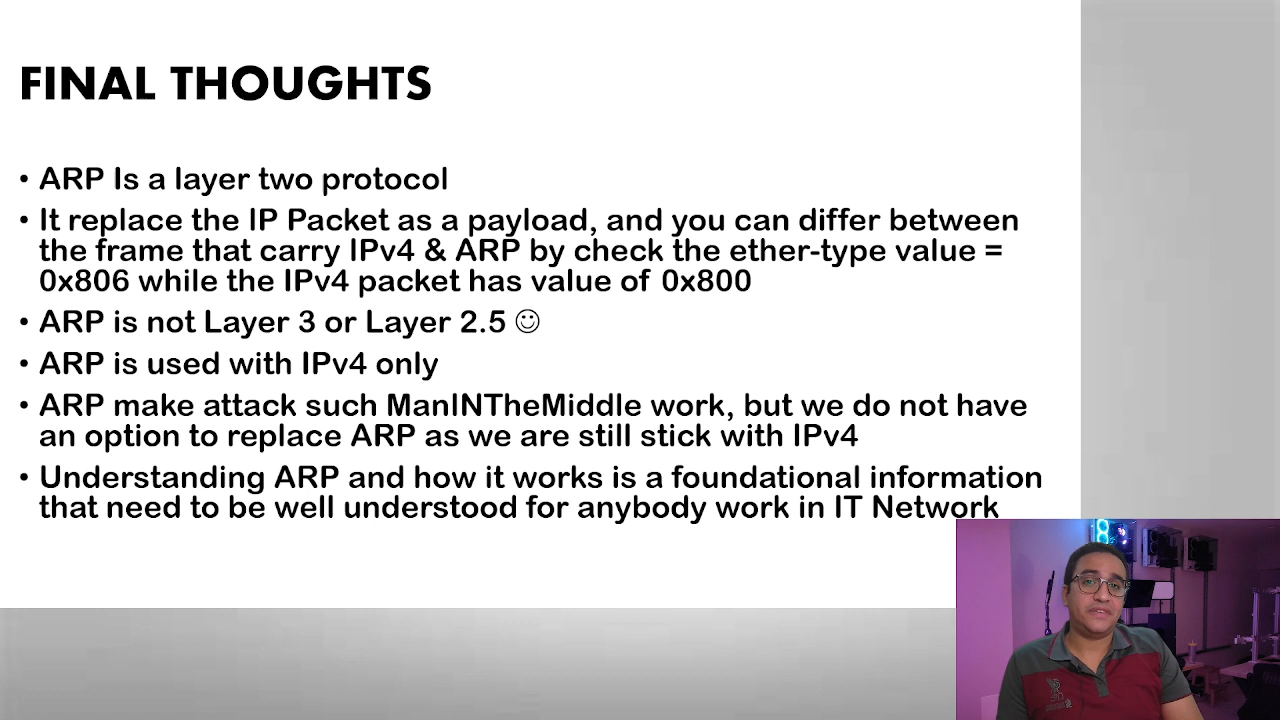 FINAL THOUGHTS
• ARP Is a layer two protocol
• It replace the IP Packet as a payload, and you can differ between
the frame that carry IPv4 & ARP by check the ether-type value =
0x806 while the IPv4 packet has value of 0x800
• ARP is not Layer 3 or Layer 2.5 ☺
• ARP is used with IPv4 only
• ARP make attack such ManINTheMiddle work, but we do not have
an option to replace ARP as we are still stick with IPv4
• Understanding ARP and how it works is a foundational information
that need to be well understood for anybody work in IT Network